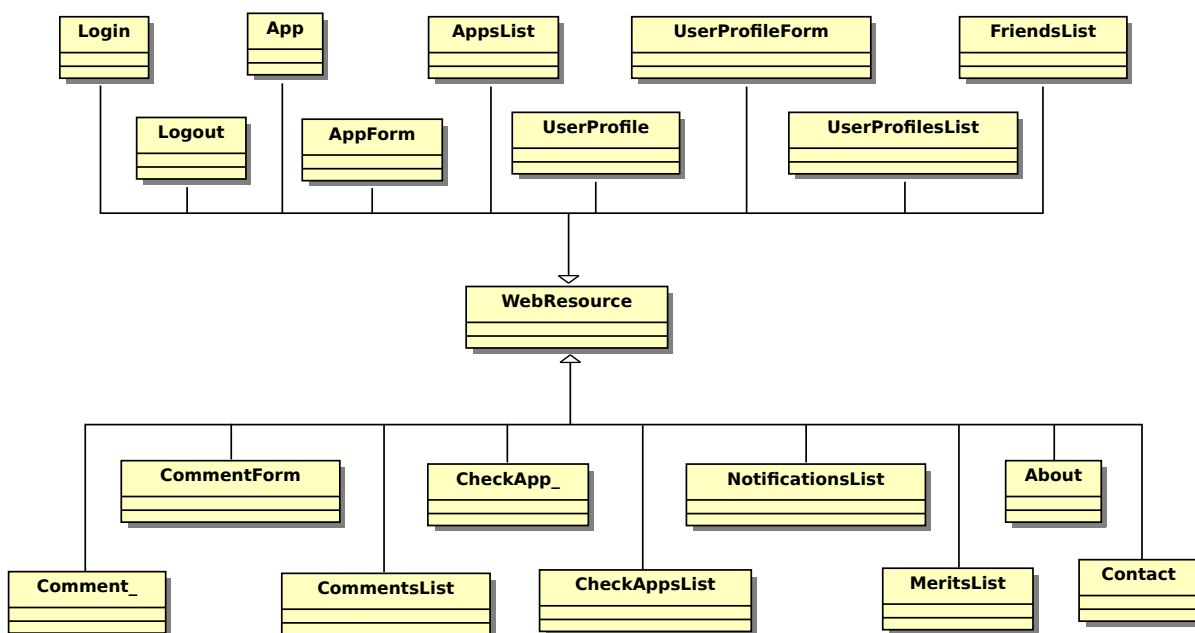 Login
App
AppsList
UserProfileForm
FriendsList
Logout
AppForm
UserProfile
UserProfilesList
WebResource
CommentForm
CheckApp_
NotificationsList
About
Comment_
CommentsList
CheckAppsList
MeritsList
Contact